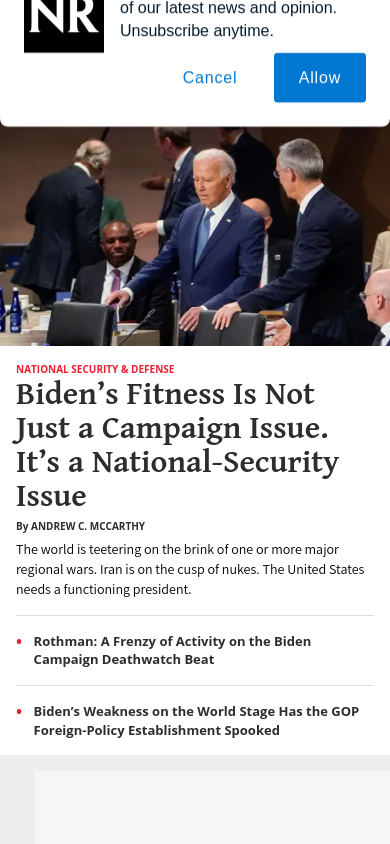 NR
of our latest news and opinion.
Unsubscribe anytime.
Cancel
Allow
NATIONAL SECURITY & DEFENSE
Biden’s Fitness Is Not
Just a Campaign Issue.
It’s a National-Security
Issue
By ANDREW C. MCCARTHY
The world is teetering on the brink of one or more major
regional wars. Iran is on the cusp of nukes. The United States
needs a functioning president.
• Rothman: A Frenzy of Activity on the Biden
Campaign Deathwatch Beat
• Biden’s Weakness on the World Stage Has the GOP
Foreign-Policy Establishment Spooked